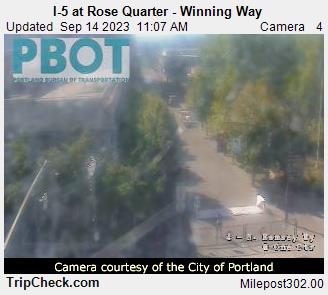 I-5 at Rose Quarter - Winning Way
Updated Sep 14 2023 11:07 AM Camera 4
PBOT
PORTLAND BUREAU OF TRANSPORTATION
Camera courtesy of the City of Portland
TripCheck.com Milepost302.00